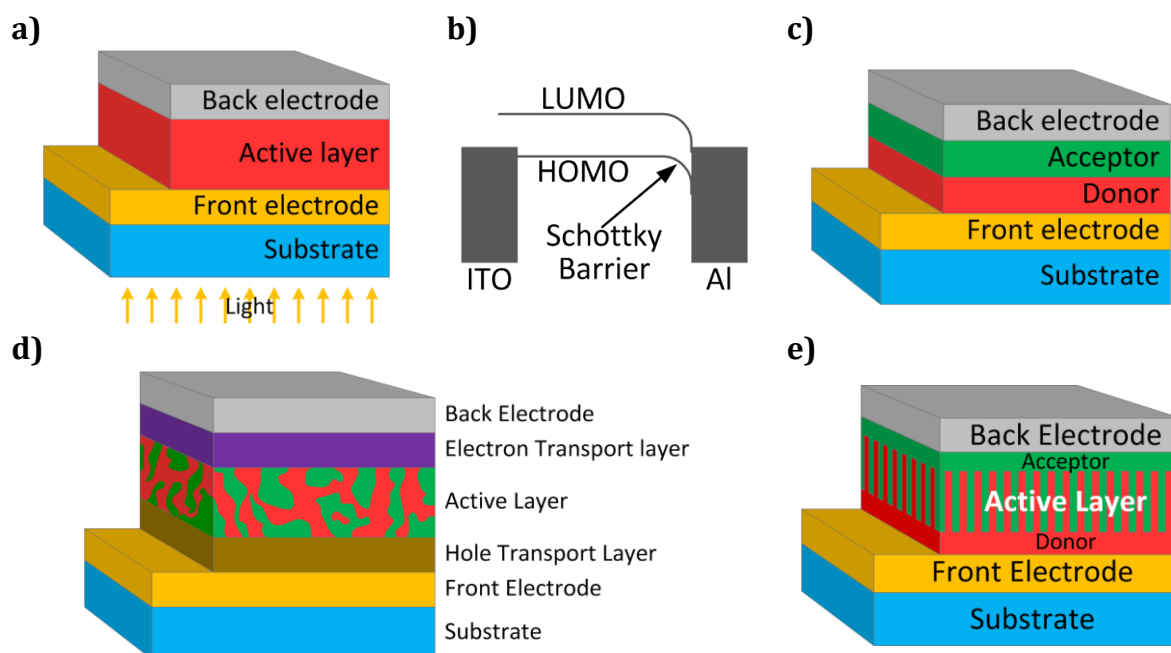 a)
Back electrode
Active layer
Front electrode
Substrate
Light
b)
LUMO
HOMO
Schottky
Barrier
ITO
Al
c)
Back electrode
Acceptor
Donor
Front electrode
Substrate
d)
Back Electrode
Electron Transport layer
Active Layer
Hole Transport Layer
Front Electrode
Substrate
e)
Back Electrode
Acceptor
Active Layer
Donor
Front Electrode
Substrate